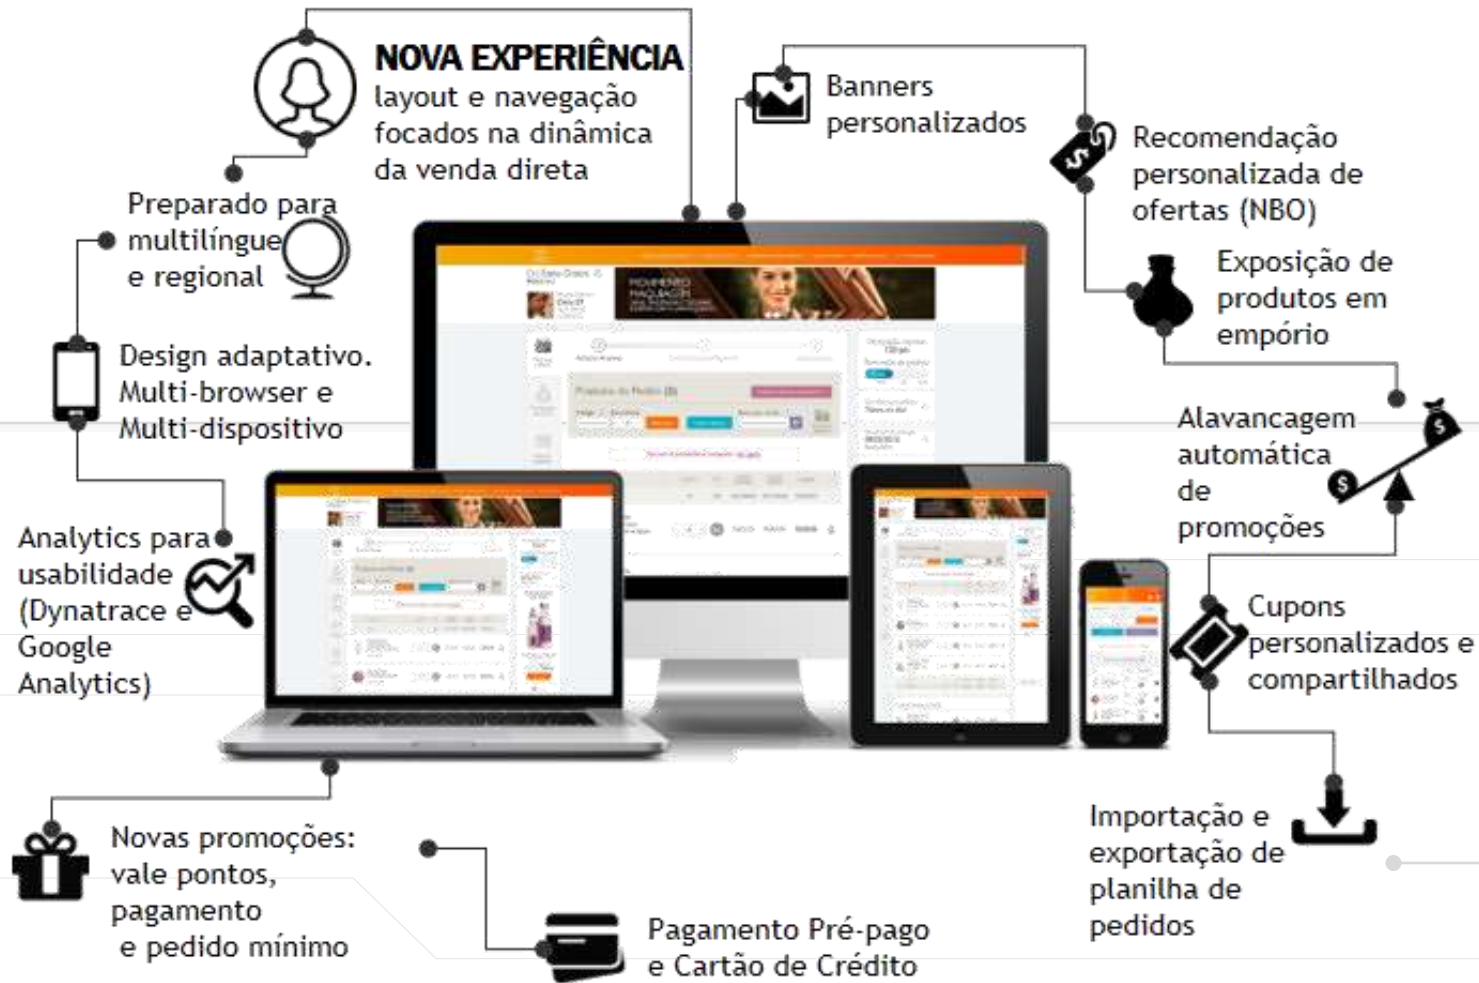 NOVA EXPERIÊNCIA
layout e navegação
focados na dinâmica
da venda direta
Banners
personalizados
Recomendação
personalizada de
ofertas (NBO)
Preparado para
multilíngue
e regional
Exposição de
produtos em
empório
Design adaptativo.
Multi-browser e
Multi-dispositivo
Alavancagem
automática
de
promoções
Analytics para
usabilidade
(Dynatrace e
Google
Analytics)
Cupons
personalizados e
compartilhados
Importação e
exportação de
planilha de
pedidos
Novas promoções:
vale pontos,
pagamento
e pedido mínimo
Pagamento Pré-pago
e Cartão de Crédito
MOVIMENTO
MAQUIAGEM